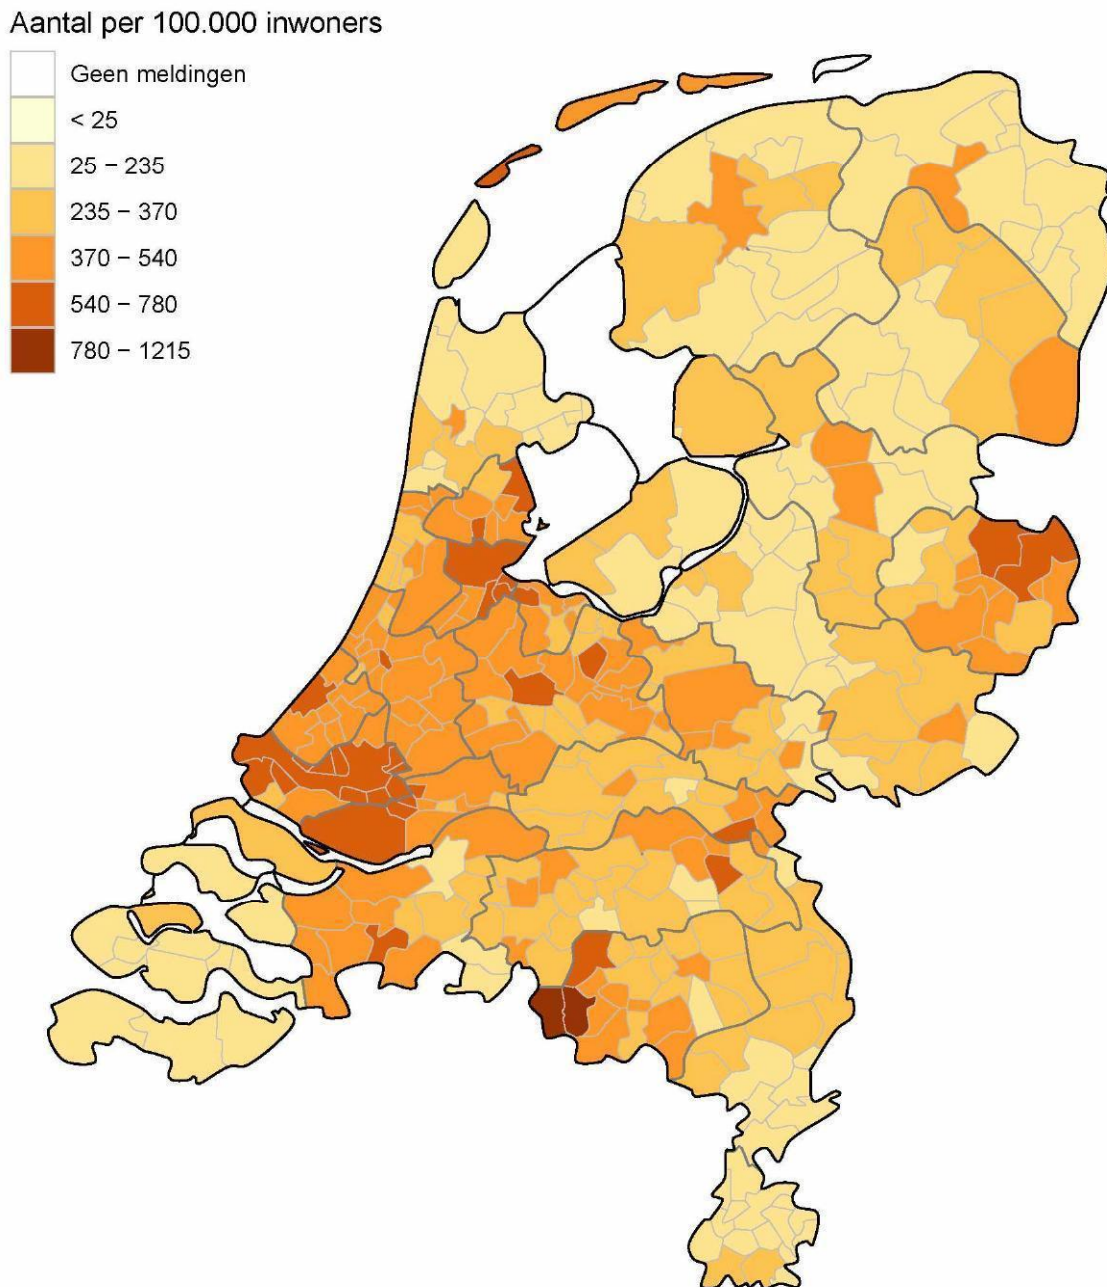 Aantal per 100.000 inwoners
Geen meldingen
< 25
25 − 235
235 − 370
370 − 540
540 − 780
780 − 1215